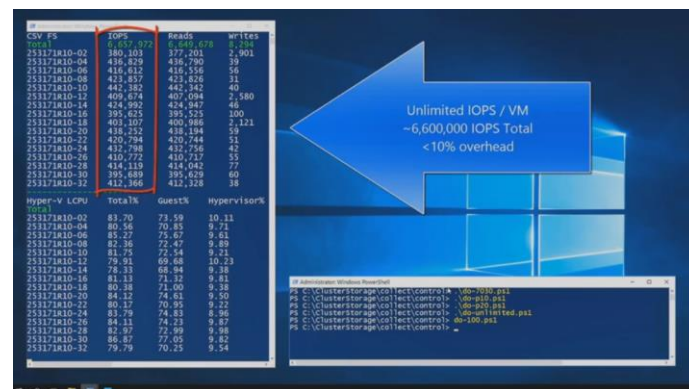 CSV FS IOPS Reads Writes
Total 6,657,972 6,649,678 8,294
253171R10-02 380,103 377,201 2,901
253171R10-04 436,829 436,790 39
253171R10-06 416,612 416,556 56
253171R10-08 423,857 423,826 31
253171R10-10 442,382 442,342 40
253171R10-12 409,674 407,094 2,580
253171R10-14 424,992 424,947 46
253171R10-16 395,625 395,525 100
253171R10-18 403,107 400,986 2,121
253171R10-20 438,252 438,194 59
253171R10-22 420,794 420,744 51
253171R10-24 432,798 432,756 42
253171R10-26 410,772 410,717 55
253171R10-28 414,119 414,042 77
253171R10-30 395,689 395,629 60
253171R10-32 412,366 412,328 38
Hyper-V LCPU Total% Guest% Hypervisor%
Total
253171R10-02 83.70 73.59 10.11
253171R10-04 80.56 70.85 9.71
253171R10-06 85.27 75.67 9.61
253171R10-08 82.36 72.47 9.89
253171R10-10 81.75 72.54 9.21
253171R10-12 79.91 69.68 10.23
253171R10-14 78.33 68.94 9.38
253171R10-16 81.13 71.32 9.81
253171R10-18 80.38 71.00 9.38
253171R10-20 84.12 74.61 9.50
253171R10-22 80.17 70.95 9.22
253171R10-24 83.79 74.83 8.96
253171R10-26 84.11 74.23 9.87
253171R10-28 82.97 72.99 9.98
253171R10-30 86.87 77.05 9.82
253171R10-32 79.79 70.25 9.54
Unlimited IOPS / VM
~6,600,000 IOPS Total
<10% overhead
Administrator: Windows PowerShell
PS C:\ClusterStorage\collect\control> .\do-7030.ps1
PS C:\ClusterStorage\collect\control> .\do-p10.ps1
PS C:\ClusterStorage\collect\control> .\do-p20.ps1
PS C:\ClusterStorage\collect\control> .\do-unlimited.ps1
PS C:\ClusterStorage\collect\control> do-100.ps1
PS C:\ClusterStorage\collect\control> _